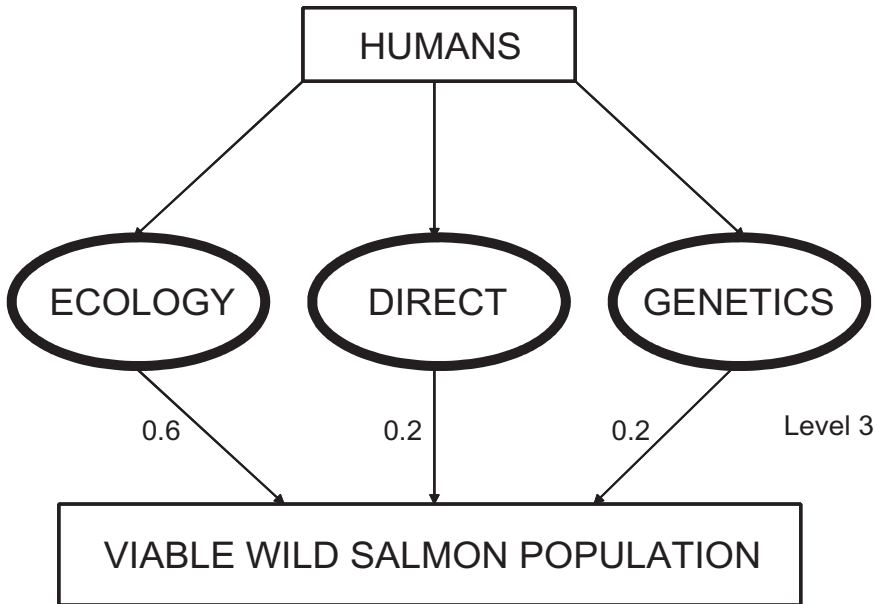 HUMANS
ECOLOGY
DIRECT
GENETICS
0.6
0.2
0.2
Level 3
VIABLE WILD SALMON POPULATION